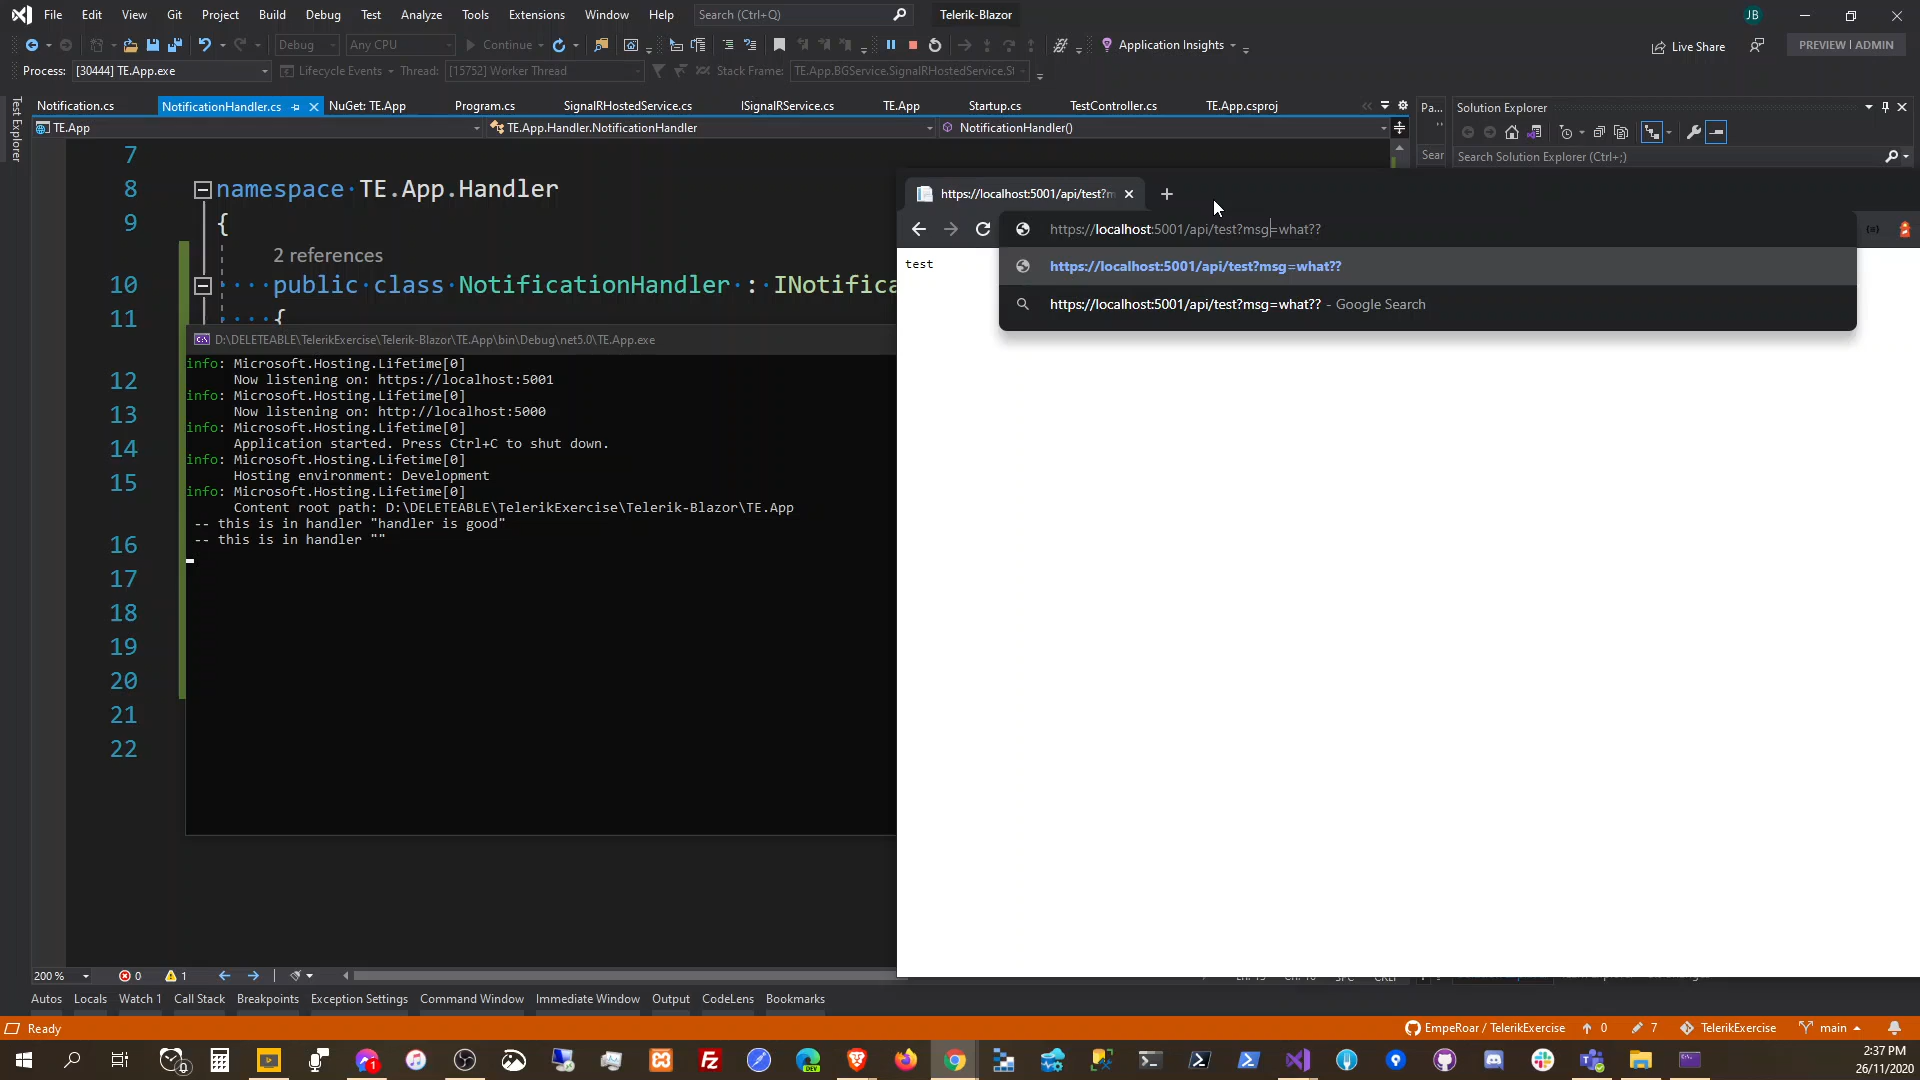 File Edit View Git Project Build Debug Test Analyze Tools Extensions Window Help Search (Ctrl+Q) Telerik-Blazor JB
Debug Any CPU Continue Application Insights Live Share PREVIEW | ADMIN
Process: [30444] TE.App.exe Lifecycle Events Thread: [15752] Worker Thread Stack Frame: TE.App.BGService.SignalRHostedService.St
Test Explorer
Notification.cs NotificationHandler.cs NuGet: TE.App Program.cs SignalRHostedService.cs ISignalRService.cs TE.App Startup.cs TestController.cs TE.App.csproj Pa... Solution Explorer
TE.App TE.App.Handler.NotificationHandler NotificationHandler()
Sear Search Solution Explorer (Ctrl+;)
7
8 namespace TE.App.Handler
9 {
2 references
10 public class NotificationHandler : INotifica
11 {
12
13
14
15
16
17
18
19
20
21
22
D:\DELETEABLE\TelerikExercise\Telerik-Blazor\TE.App\bin\Debug\net5.0\TE.App.exe
info: Microsoft.Hosting.Lifetime[0]
Now listening on: https://localhost:5001
info: Microsoft.Hosting.Lifetime[0]
Now listening on: http://localhost:5000
info: Microsoft.Hosting.Lifetime[0]
Application started. Press Ctrl+C to shut down.
info: Microsoft.Hosting.Lifetime[0]
Hosting environment: Development
info: Microsoft.Hosting.Lifetime[0]
Content root path: D:\DELETEABLE\TelerikExercise\Telerik-Blazor\TE.App
-- this is in handler "handler is good"
-- this is in handler ""
https://localhost:5001/api/test?m
https://localhost:5001/api/test?msg=what??
https://localhost:5001/api/test?msg=what??
https://localhost:5001/api/test?msg=what?? - Google Search
test
200 % 0 1
Autos Locals Watch 1 Call Stack Breakpoints Exception Settings Command Window Immediate Window Output CodeLens Bookmarks
Ready EmpeRoar / TelerikExercise 0 7 TelerikExercise main
2:37 PM
26/11/2020